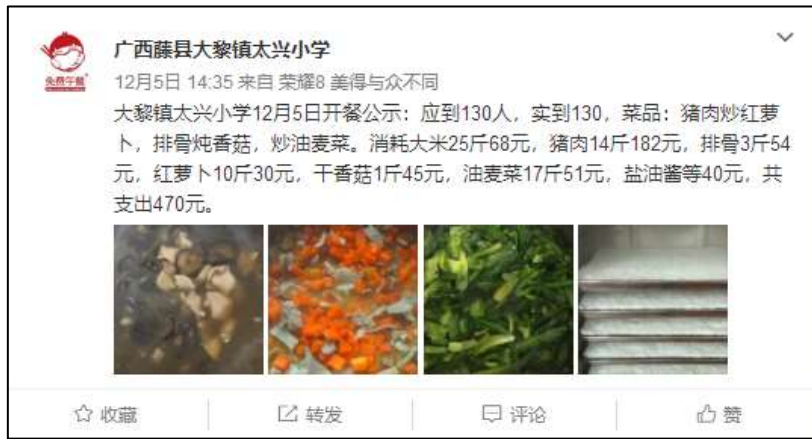 广西藤县大黎镇太兴小学
免费午餐
12月5日 14:35 来自 荣耀8 美得与众不同
大黎镇太兴小学12月5日开餐公示：应到130人，实到130，菜品：猪肉炒红萝
卜，排骨炖香菇，炒油麦菜。消耗大米25斤68元，猪肉14斤182元，排骨3斤54
元，红萝卜10斤30元，干香菇1斤45元，油麦菜17斤51元，盐油酱等40元，共
支出470元。
收藏
转发
评论
赞